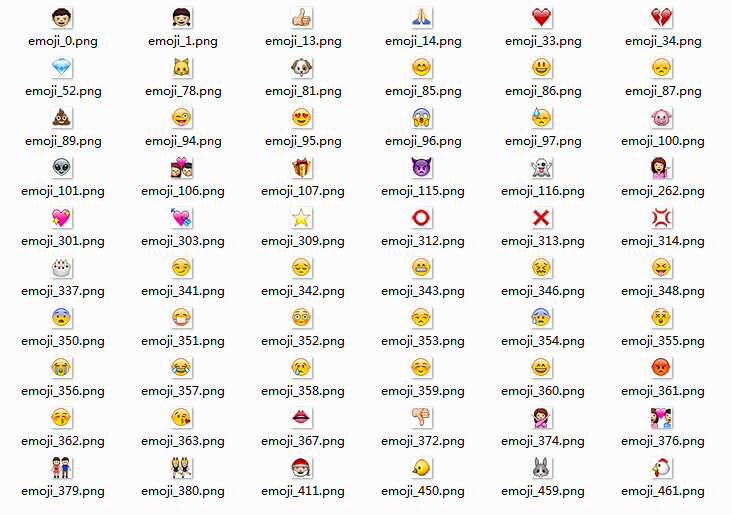 emoji_0.png emoji_1.png emoji_13.png emoji_14.png emoji_33.png emoji_34.png
emoji_52.png emoji_78.png emoji_81.png emoji_85.png emoji_86.png emoji_87.png
emoji_89.png emoji_94.png emoji_95.png emoji_96.png emoji_97.png emoji_100.png
emoji_101.png emoji_106.png emoji_107.png emoji_115.png emoji_116.png emoji_262.png
emoji_301.png emoji_303.png emoji_309.png emoji_312.png emoji_313.png emoji_314.png
emoji_337.png emoji_341.png emoji_342.png emoji_343.png emoji_346.png emoji_348.png
emoji_350.png emoji_351.png emoji_352.png emoji_353.png emoji_354.png emoji_355.png
emoji_356.png emoji_357.png emoji_358.png emoji_359.png emoji_360.png emoji_361.png
emoji_362.png emoji_363.png emoji_367.png emoji_372.png emoji_374.png emoji_376.png
emoji_379.png emoji_380.png emoji_411.png emoji_450.png emoji_459.png emoji_461.png